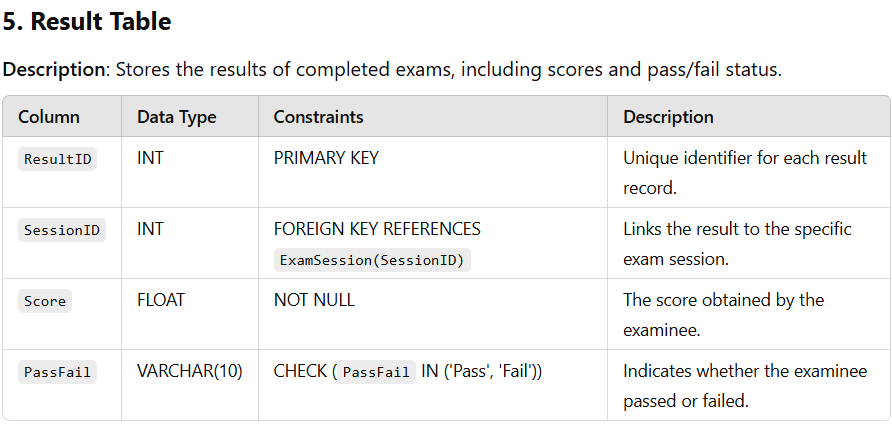 5. Result Table
Description: Stores the results of completed exams, including scores and pass/fail status.
Column Data Type Constraints Description
ResultID INT PRIMARY KEY Unique identifier for each result
record.
SessionID INT FOREIGN KEY REFERENCES Links the result to the specific
ExamSession(SessionID) exam session.
Score FLOAT NOT NULL The score obtained by the
examinee.
PassFail VARCHAR(10) CHECK (PassFail IN ('Pass', 'Fail')) Indicates whether the examinee
passed or failed.